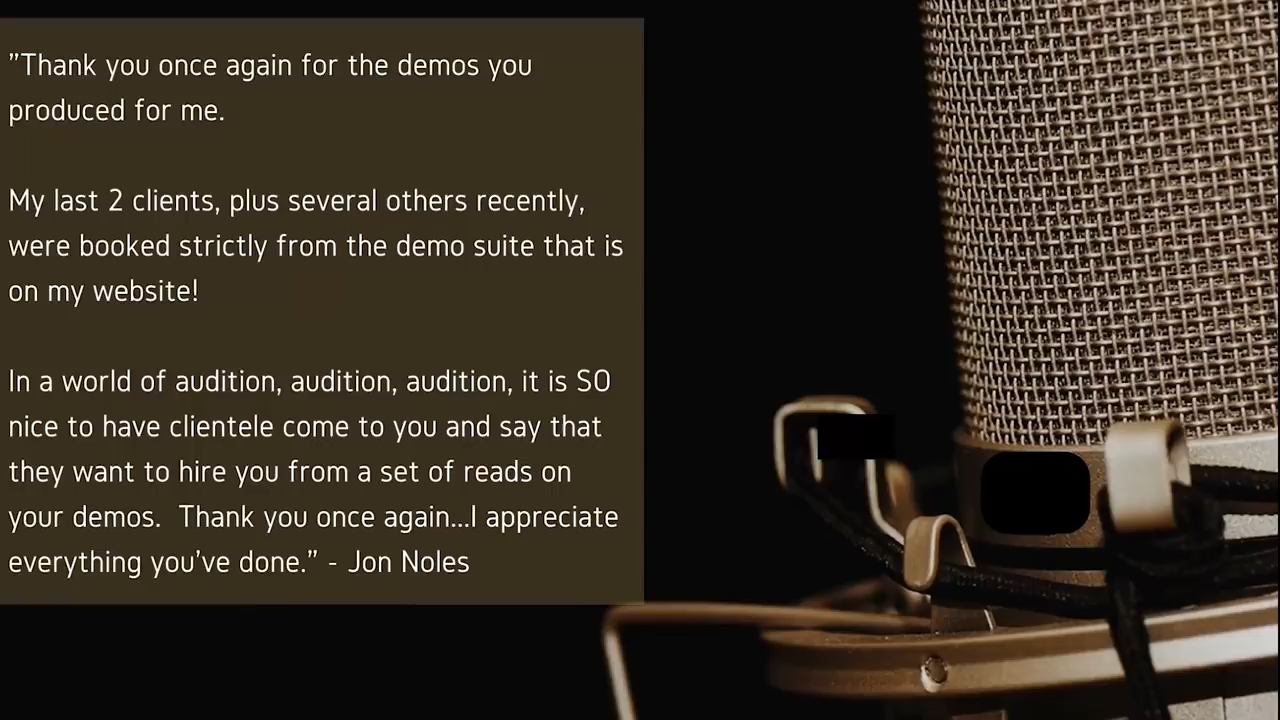 ”Thank you once again for the demos you
produced for me.
My last 2 clients, plus several others recently,
were booked strictly from the demo suite that is
on my website!
In a world of audition, audition, audition, it is SO
nice to have clientele come to you and say that
they want to hire you from a set of reads on
your demos.  Thank you once again...I appreciate
everything you’ve done.” - Jon Noles